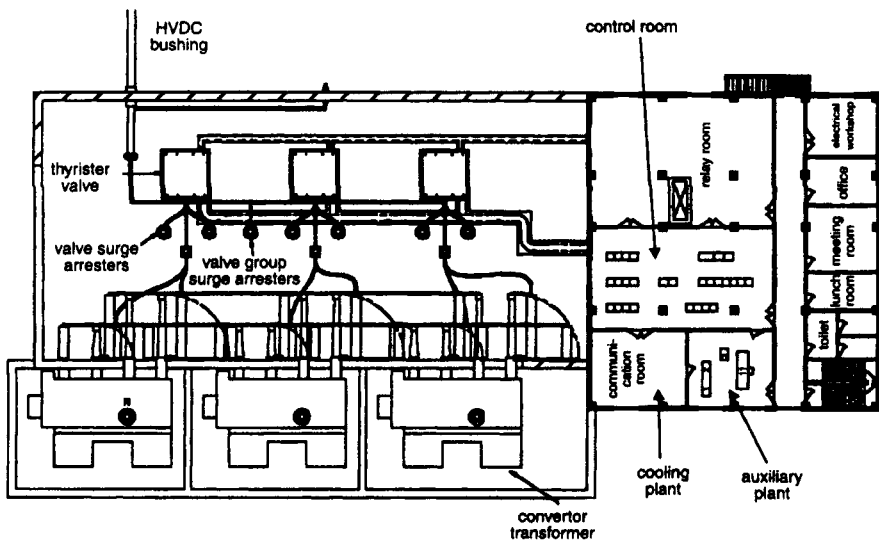 HVDC
bushing
control room
thyrister
valve
valve surge
arresters
valve group
surge arresters
relay room
electrical
workshop
office
meeting
room
lunch
room
toilet
communi-
cation
room
cooling
plant
auxiliary
plant
convertor
transformer